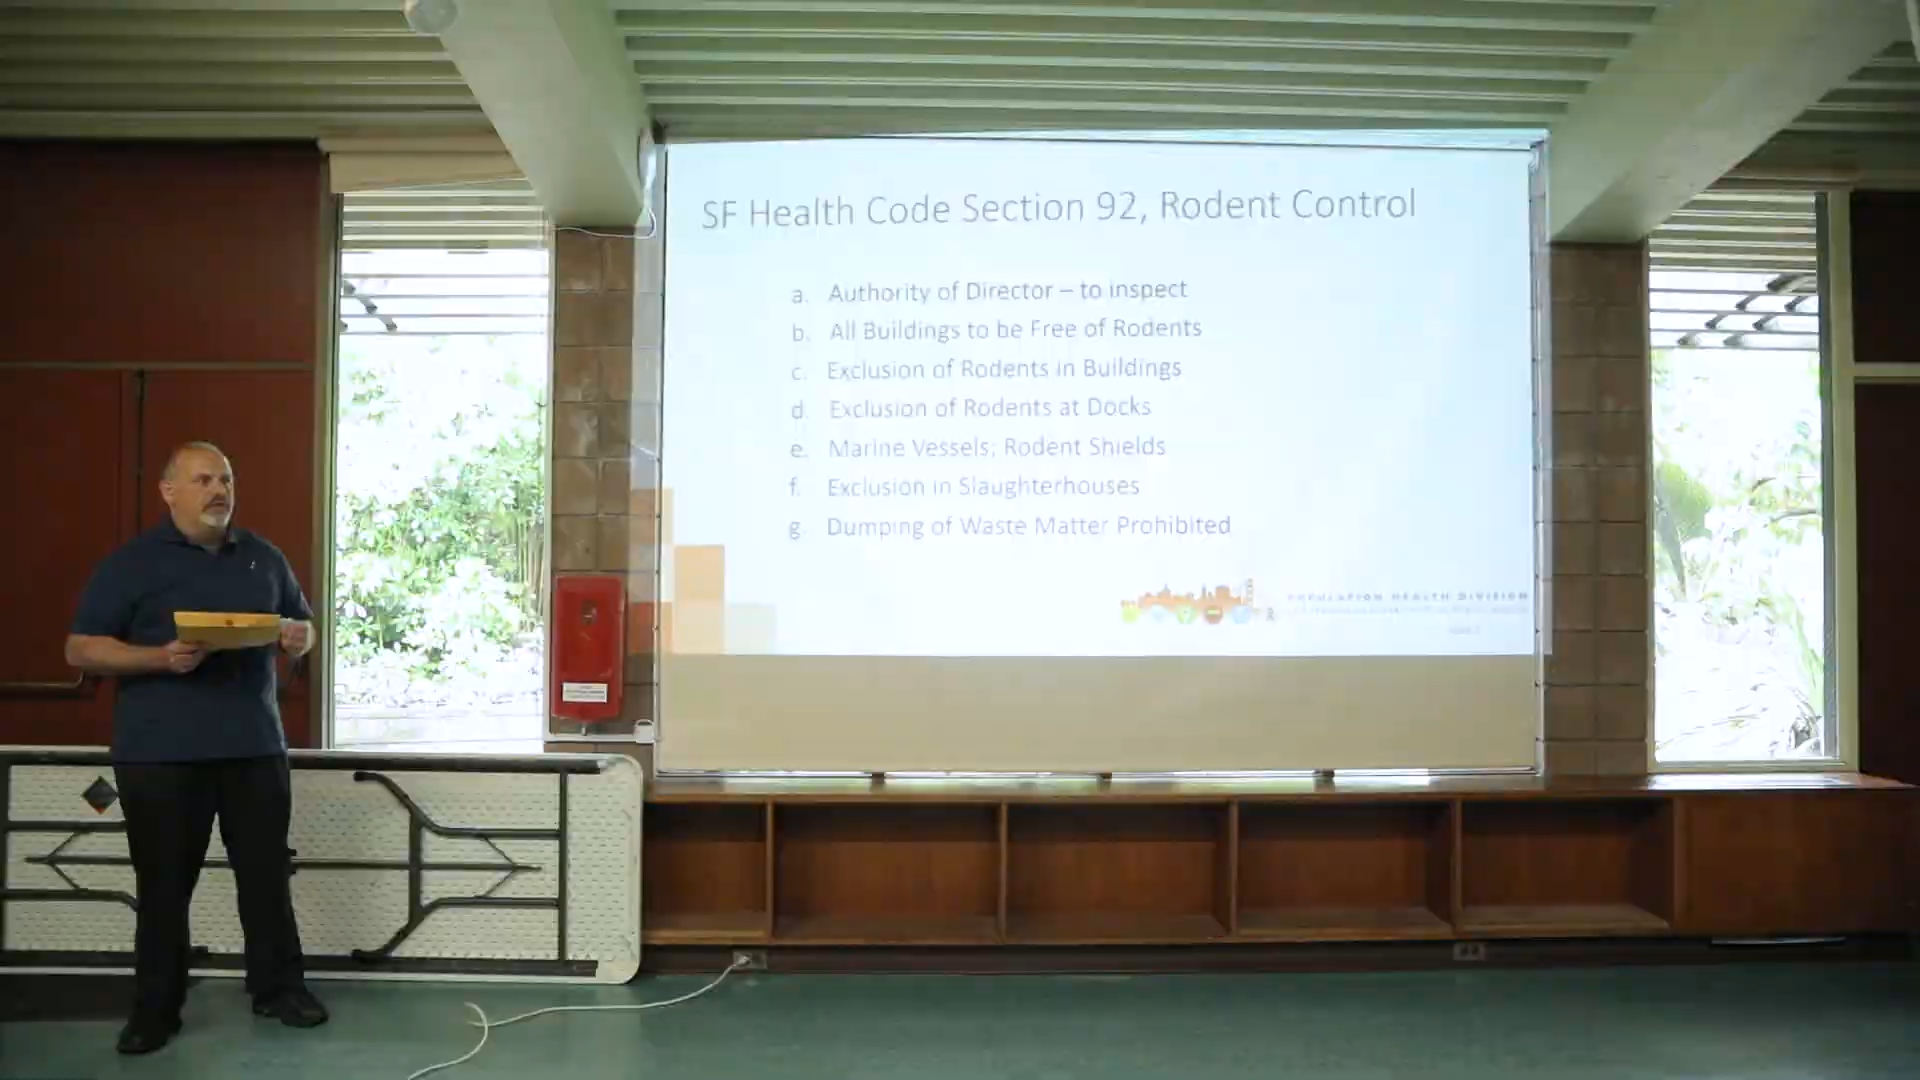 SF Health Code Section 92, Rodent Control
a. Authority of Director – to inspect
b. All Buildings to be Free of Rodents
c. Exclusion of Rodents in Buildings
d. Exclusion of Rodents at Docks
e. Marine Vessels; Rodent Shields
f. Exclusion in Slaughterhouses
g. Dumping of Waste Matter Prohibited
POPULATION HEALTH DIVISION